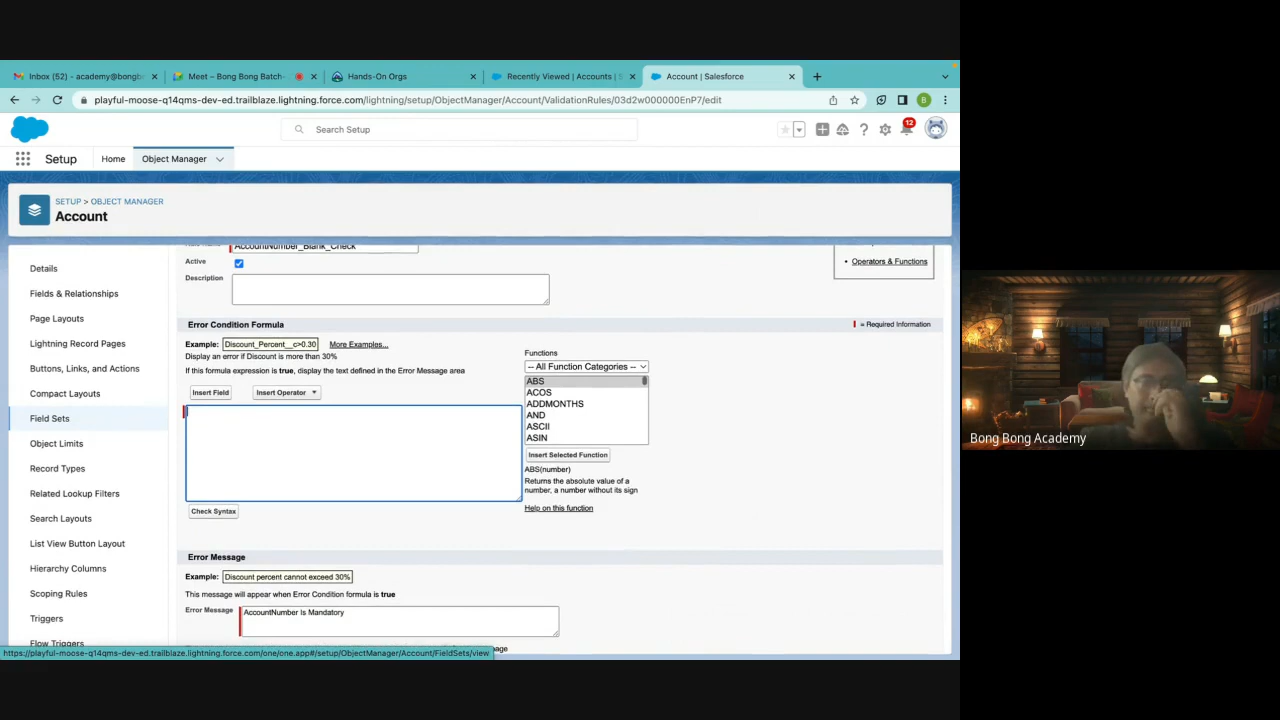 Inbox (52) - academy@bongb
Meet – Bong Bong Batch-
Hands-On Orgs
Recently Viewed | Accounts |
Account | Salesforce
playful-moose-q14qms-dev-ed.trailblaze.lightning.force.com/lightning/setup/ObjectManager/Account/ValidationRules/03d2w000000EnP7/edit
B
Search Setup
12
Setup
Home
Object Manager
SETUP > OBJECT MANAGER
Account
Details
Fields & Relationships
Page Layouts
Lightning Record Pages
Buttons, Links, and Actions
Compact Layouts
Field Sets
Object Limits
Record Types
Related Lookup Filters
Search Layouts
List View Button Layout
Hierarchy Columns
Scoping Rules
Triggers
Flow Triggers
AccountNumber_Blank_Check
Active
Description
• Operators & Functions
Error Condition Formula
= Required Information
Example: Discount_Percent__c>0.30 More Examples...
Display an error if Discount is more than 30%
If this formula expression is true, display the text defined in the Error Message area
Insert Field
Insert Operator
Functions
-- All Function Categories --
ABS
ACOS
ADDMONTHS
AND
ASCII
ASIN
Insert Selected Function
ABS(number)
Returns the absolute value of a
number, a number without its sign
Help on this function
Check Syntax
Error Message
Example: Discount percent cannot exceed 30%
This message will appear when Error Condition formula is true
Error Message
AccountNumber Is Mandatory
https://playful-moose-q14qms-dev-ed.trailblaze.lightning.force.com/one/one.app#/setup/ObjectManager/Account/FieldSets/view
Bong Bong Academy